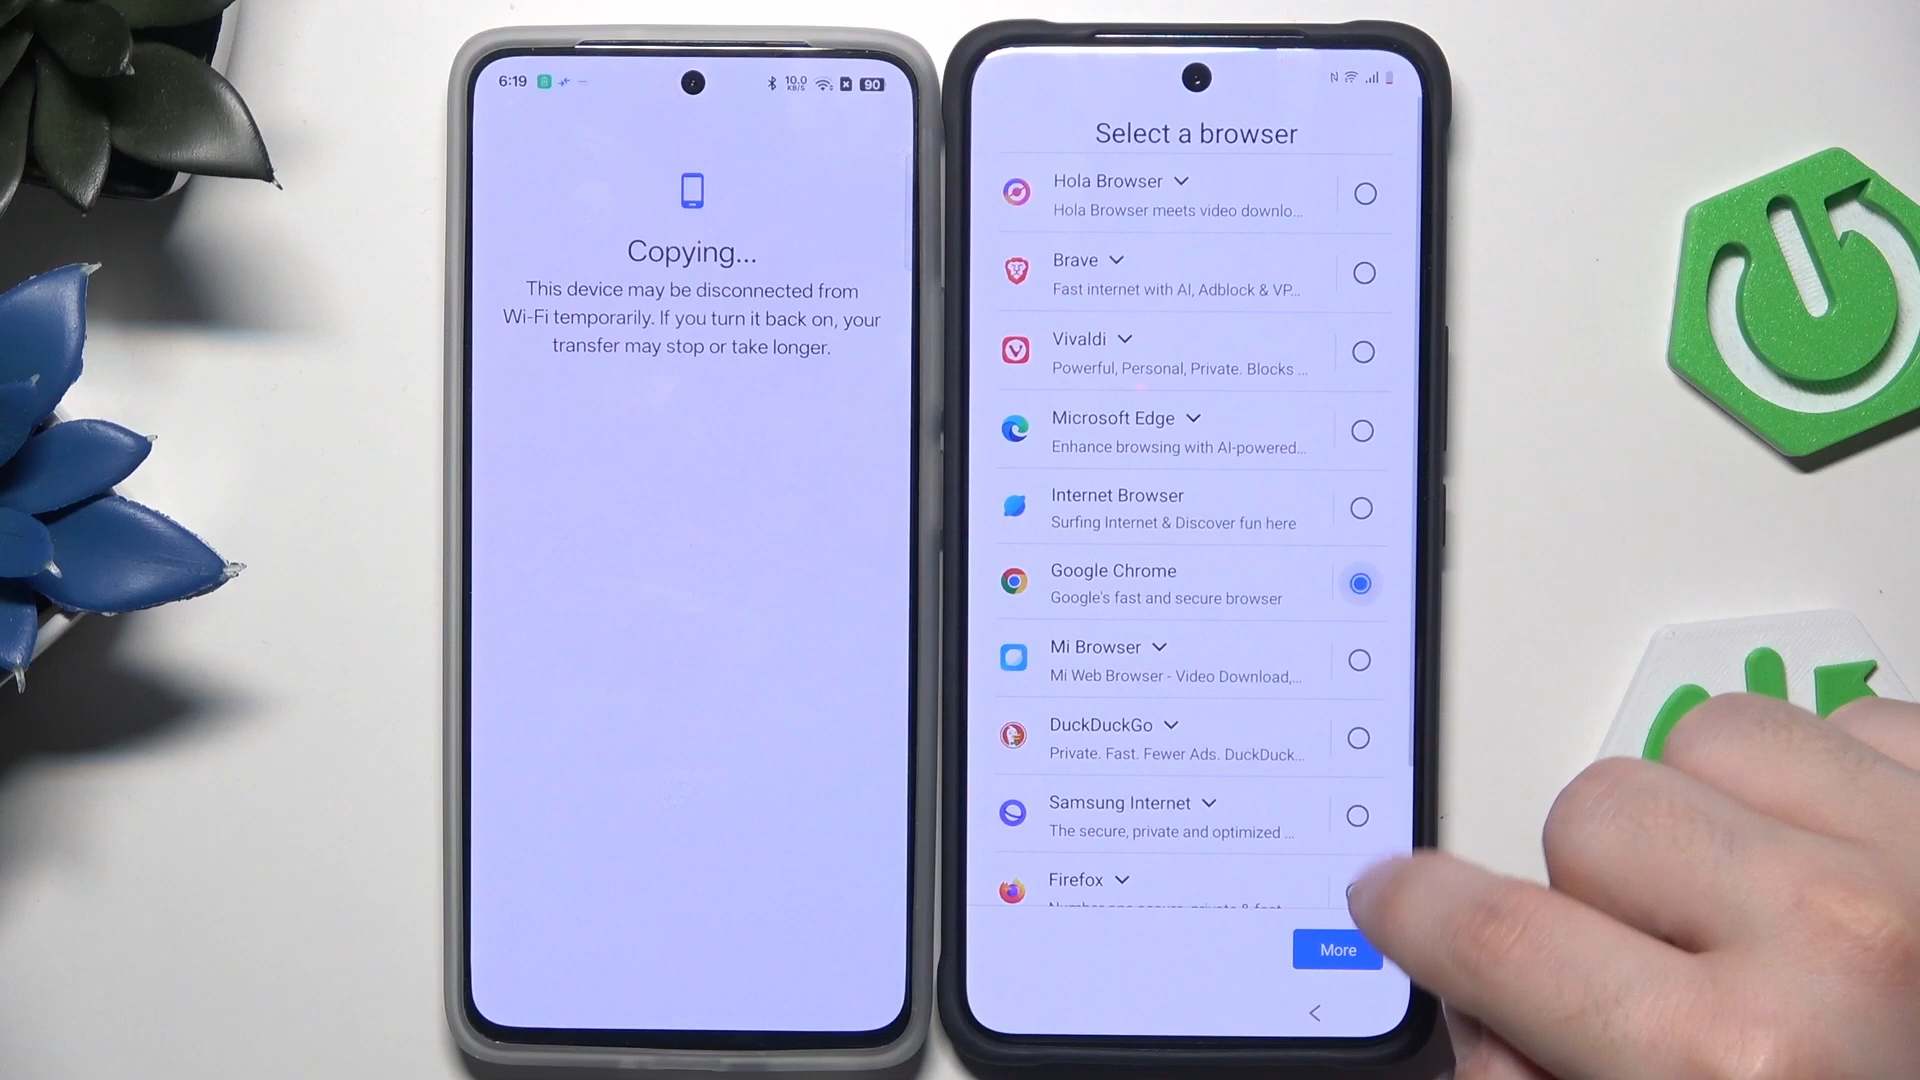 6:19
10.0
KB/S
90
Copying...
This device may be disconnected from
Wi-Fi temporarily. If you turn it back on, your
transfer may stop or take longer.
Select a browser
Hola Browser
Hola Browser meets video downlo...
Brave
Fast internet with AI, Adblock & VP...
Vivaldi
Powerful, Personal, Private. Blocks ...
Microsoft Edge
Enhance browsing with AI-powered...
Internet Browser
Surfing Internet & Discover fun here
Google Chrome
Google's fast and secure browser
Mi Browser
Mi Web Browser - Video Download,...
DuckDuckGo
Private. Fast. Fewer Ads. DuckDuck...
Samsung Internet
The secure, private and optimized ...
Firefox
More